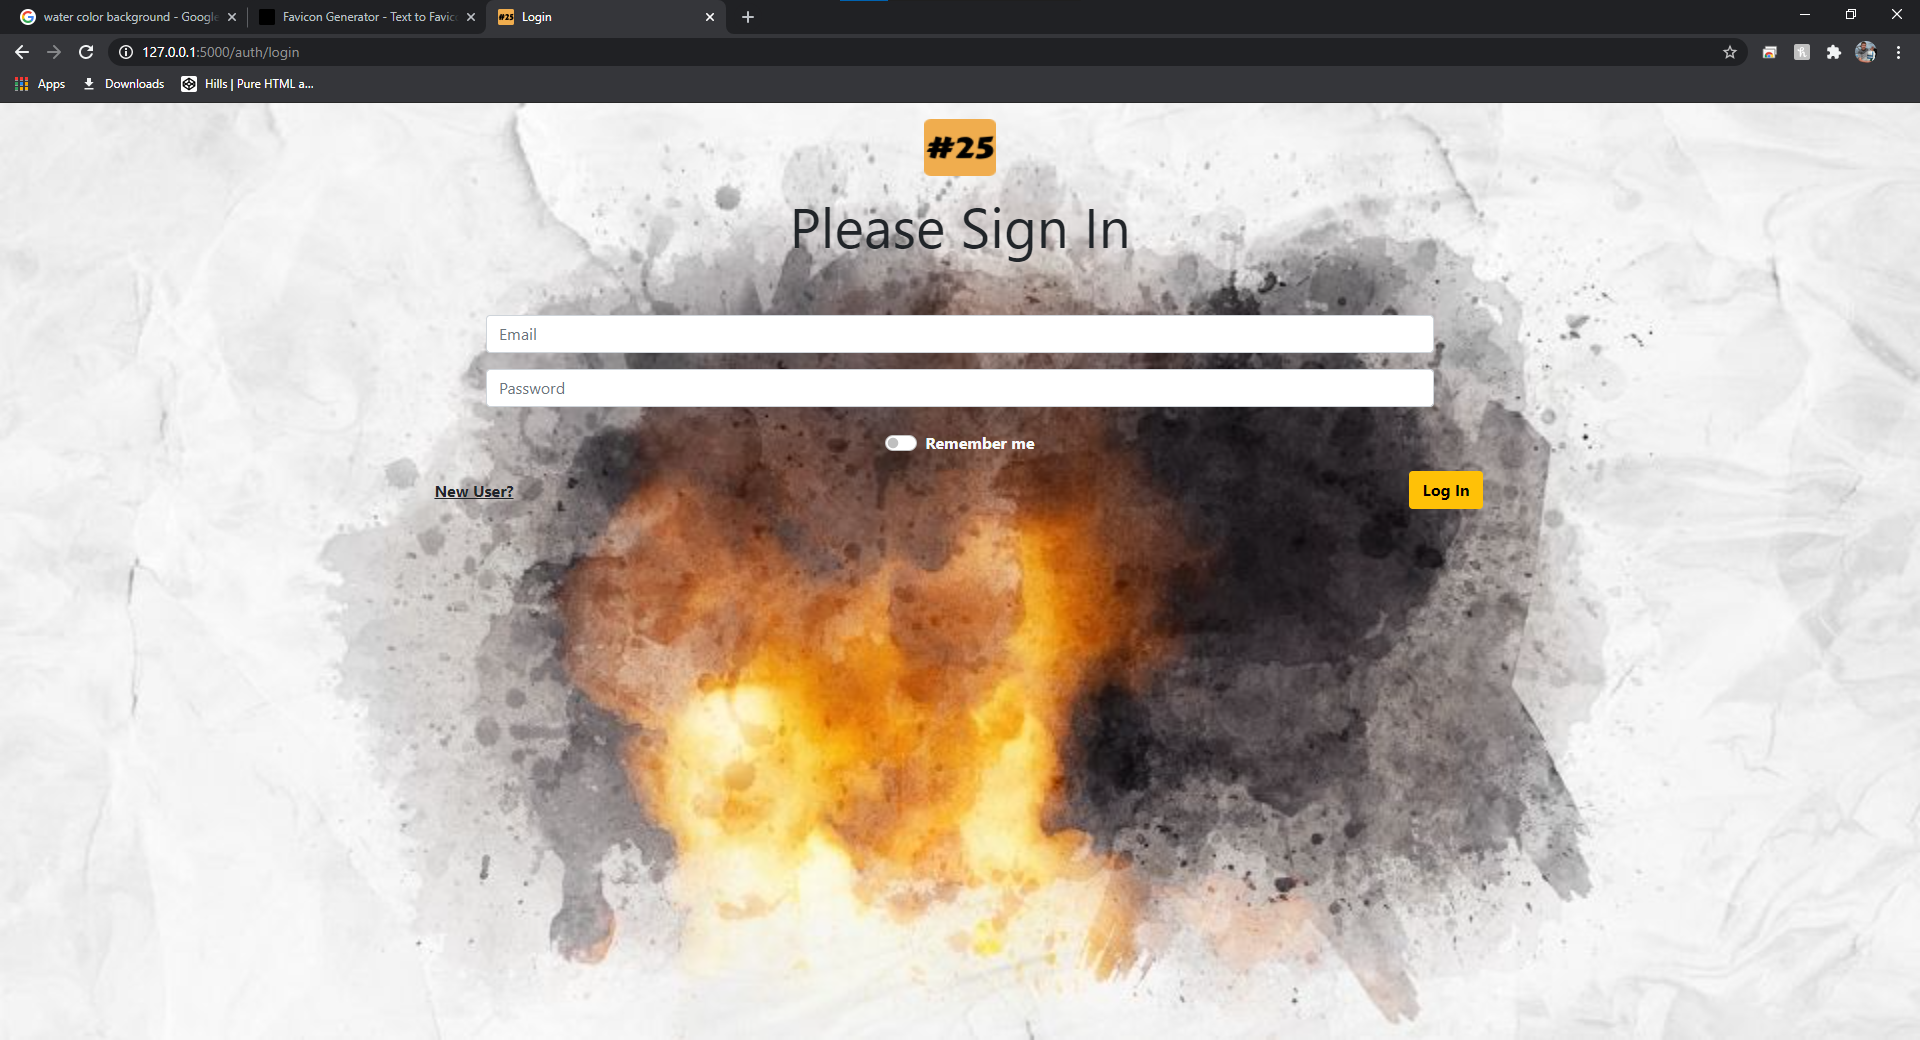 water color background - Google
Favicon Generator - Text to Favic
#25 Login
127.0.0.1:5000/auth/login
Apps
Downloads
Hills | Pure HTML a...
#25
Please Sign In
Email
Password
Remember me
New User?
Log In